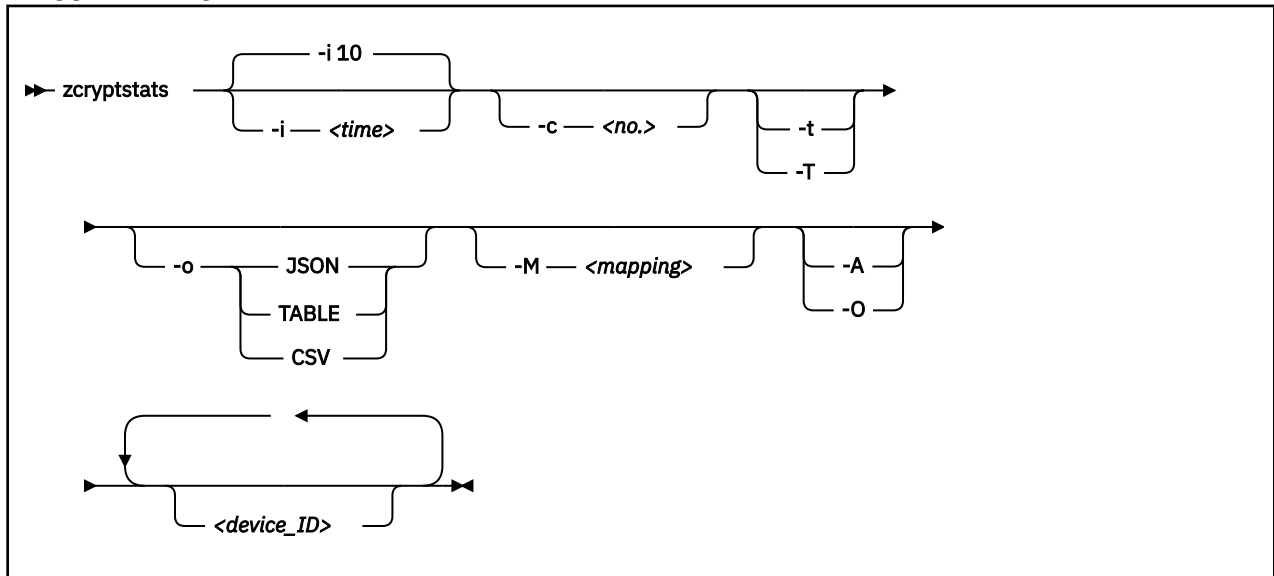 -i 10
zcryptstats
-i <time>
-c <no.>
-t
-T
-o JSON
TABLE
CSV
-M <mapping>
-A
-O
<device_ID>